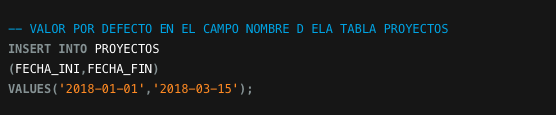 -- VALOR POR DEFECTO EN EL CAMPO NOMBRE D ELA TABLA PROYECTOS
INSERT INTO PROYECTOS
(FECHA_INI,FECHA_FIN)
VALUES('2018-01-01','2018-03-15');